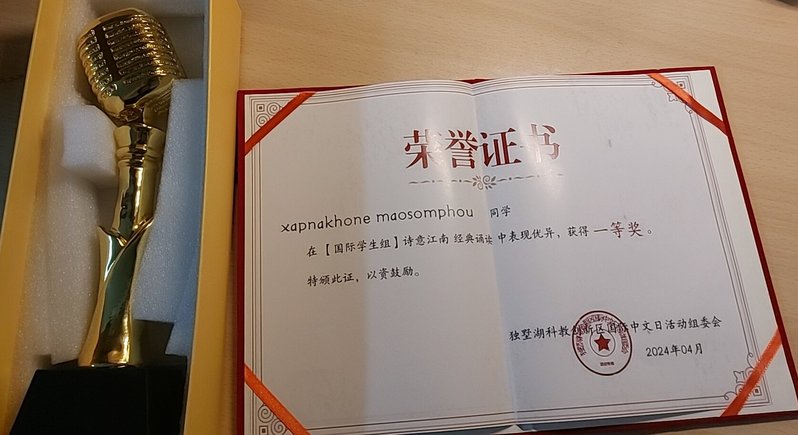 荣誉证书
xapnakhone maosomphou 同学
在【国际学生组】诗意江南 经典诵读 中表现优异，获得 一等奖 。
特颁此证，以资鼓励。
独墅湖科教创新区国际中文日活动组委会
2024年04月